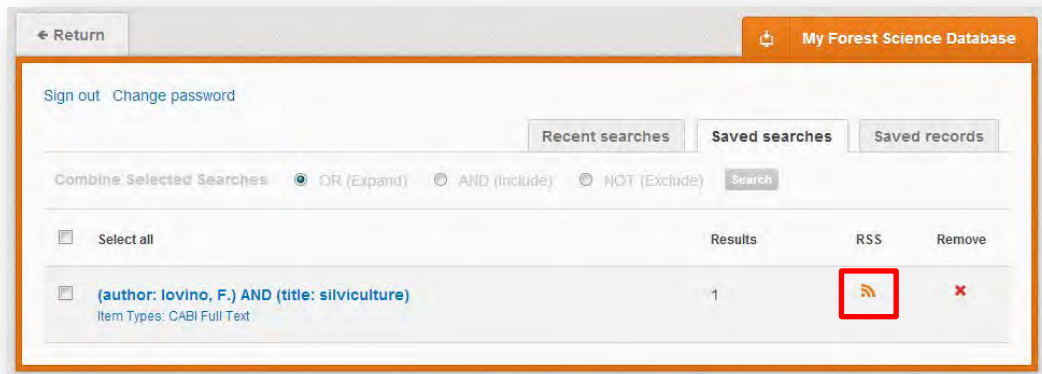 ← Return
My Forest Science Database
Sign out Change password
Recent searches Saved searches Saved records
Combine Selected Searches OR (Expand) AND (Include) NOT (Exclude) Search
Select all Results RSS Remove
(author: Iovino, F.) AND (title: silviculture) 1
Item Types: CABI Full Text